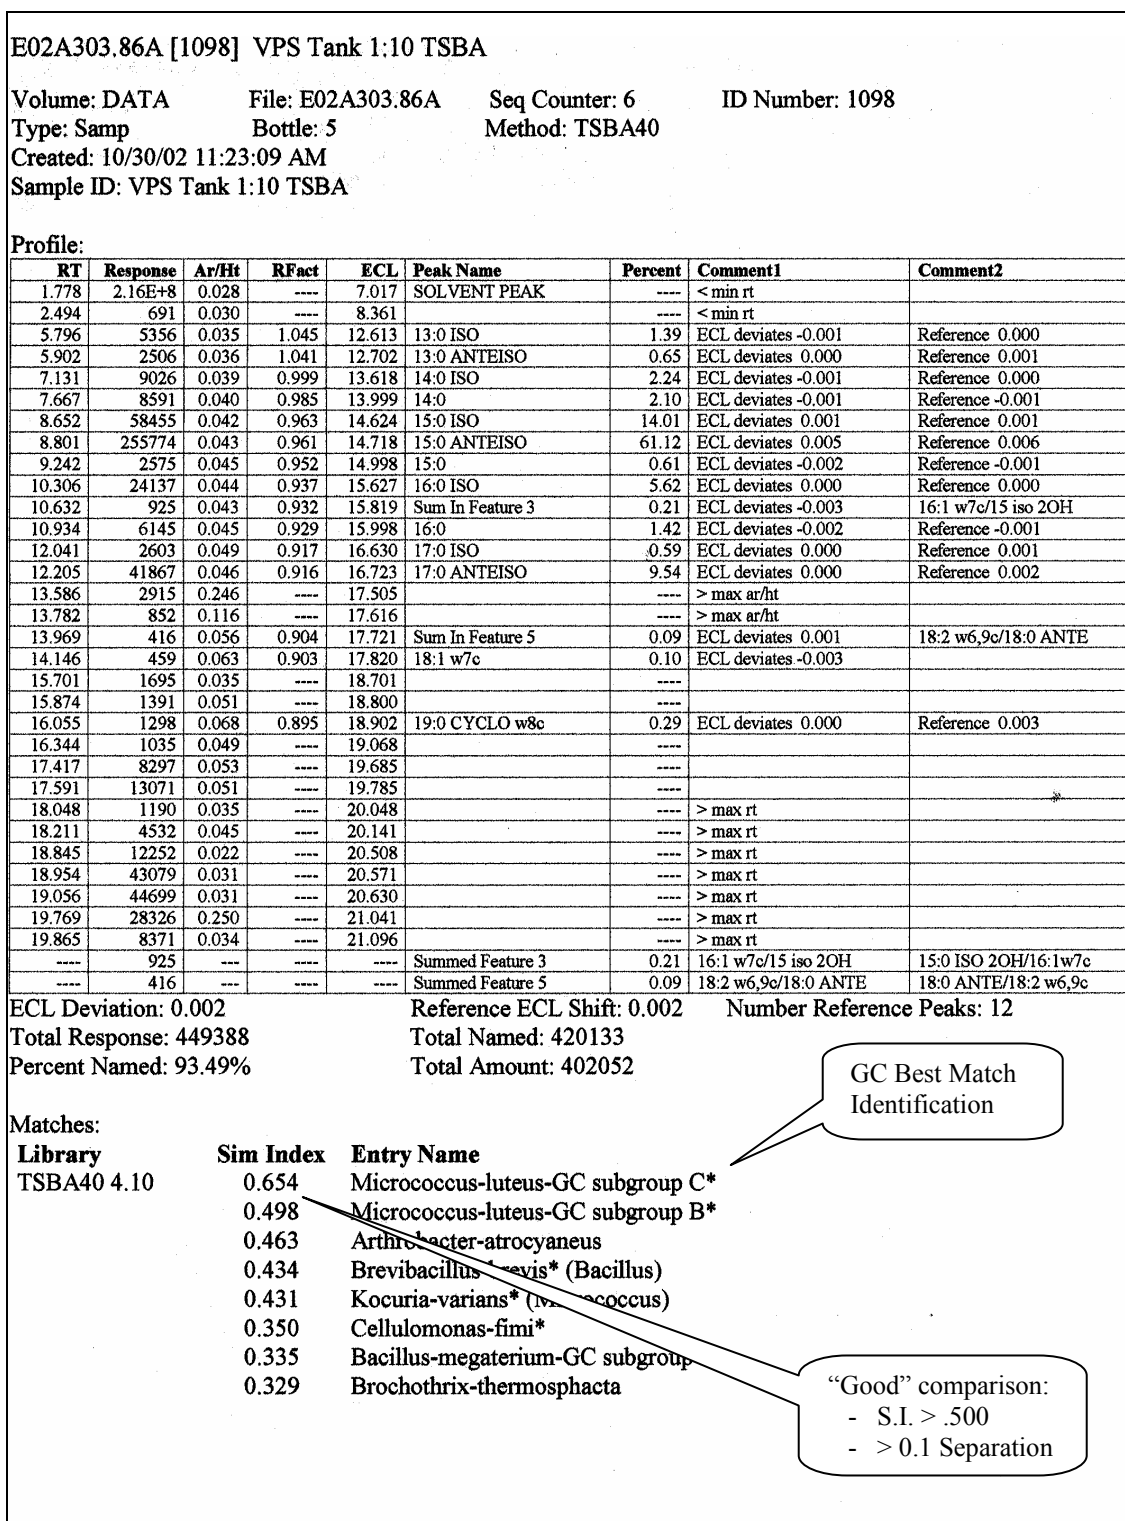 E02A303.86A [1098] VPS Tank 1:10 TSBA
Volume: DATA File: E02A303.86A Seq Counter: 6 ID Number: 1098
Type: Samp Bottle: 5 Method: TSBA40
Created: 10/30/02 11:23:09 AM
Sample ID: VPS Tank 1:10 TSBA
Profile:
RT Response Ar/Ht RFact ECL Peak Name Percent Comment1 Comment2
1.778 2.16E+8 0.028 ---- 7.017 SOLVENT PEAK ---- < min rt
2.494 691 0.030 ---- 8.361 ---- < min rt
5.796 5356 0.035 1.045 12.613 13:0 ISO 1.39 ECL deviates -0.001 Reference 0.000
5.902 2506 0.036 1.041 12.702 13:0 ANTEISO 0.65 ECL deviates 0.000 Reference 0.001
7.131 9026 0.039 0.999 13.618 14:0 ISO 2.24 ECL deviates -0.001 Reference 0.000
7.667 8591 0.040 0.985 13.999 14:0 2.10 ECL deviates -0.001 Reference -0.001
8.652 58455 0.042 0.963 14.624 15:0 ISO 14.01 ECL deviates 0.001 Reference 0.001
8.801 255774 0.043 0.961 14.718 15:0 ANTEISO 61.12 ECL deviates 0.005 Reference 0.006
9.242 2575 0.045 0.952 14.998 15:0 0.61 ECL deviates -0.002 Reference -0.001
10.306 24137 0.044 0.937 15.627 16:0 ISO 5.62 ECL deviates 0.000 Reference 0.000
10.632 925 0.043 0.932 15.819 Sum In Feature 3 0.21 ECL deviates -0.003 16:1 w7c/15 iso 2OH
10.934 6145 0.045 0.929 15.998 16:0 1.42 ECL deviates -0.002 Reference -0.001
12.041 2603 0.049 0.917 16.630 17:0 ISO 0.59 ECL deviates 0.000 Reference 0.001
12.205 41867 0.046 0.916 16.723 17:0 ANTEISO 9.54 ECL deviates 0.000 Reference 0.002
13.586 2915 0.246 ---- 17.505 ---- > max ar/ht
13.782 852 0.116 ---- 17.616 ---- > max ar/ht
13.969 416 0.056 0.904 17.721 Sum In Feature 5 0.09 ECL deviates 0.001 18:2 w6,9c/18:0 ANTE
14.146 459 0.063 0.903 17.820 18:1 w7c 0.10 ECL deviates -0.003
15.701 1695 0.035 ---- 18.701 ----
15.874 1391 0.051 ---- 18.800 ----
16.055 1298 0.068 0.895 18.902 19:0 CYCLO w8c 0.29 ECL deviates 0.000 Reference 0.003
16.344 1035 0.049 ---- 19.068 ----
17.417 8297 0.053 ---- 19.685 ----
17.591 13071 0.051 ---- 19.785 ----
18.048 1190 0.035 ---- 20.048 ---- > max rt
18.211 4532 0.045 ---- 20.141 ---- > max rt
18.845 12252 0.022 ---- 20.508 ---- > max rt
18.954 43079 0.031 ---- 20.571 ---- > max rt
19.056 44699 0.031 ---- 20.630 ---- > max rt
19.769 28326 0.250 ---- 21.041 ---- > max rt
19.865 8371 0.034 ---- 21.096 ---- > max rt
---- 925 --- ---- ---- Summed Feature 3 0.21 16:1 w7c/15 iso 2OH 15:0 ISO 2OH/16:1w7c
---- 416 --- ---- ---- Summed Feature 5 0.09 18:2 w6,9c/18:0 ANTE 18:0 ANTE/18:2 w6,9c
ECL Deviation: 0.002 Reference ECL Shift: 0.002 Number Reference Peaks: 12
Total Response: 449388 Total Named: 420133
Percent Named: 93.49% Total Amount: 402052
GC Best Match
Identification
Matches:
Library Sim Index Entry Name
TSBA40 4.10 0.654 Micrococcus-luteus-GC subgroup C*
0.498 Micrococcus-luteus-GC subgroup B*
0.463 Arthrobacter-atrocyaneus
0.434 Brevibacillus-brevis* (Bacillus)
0.431 Kocuria-varians* (Micrococcus)
0.350 Cellulomonas-fimi*
0.335 Bacillus-megaterium-GC subgroup
0.329 Brochothrix-thermosphacta
“Good” comparison:
- S.I. > .500
- > 0.1 Separation